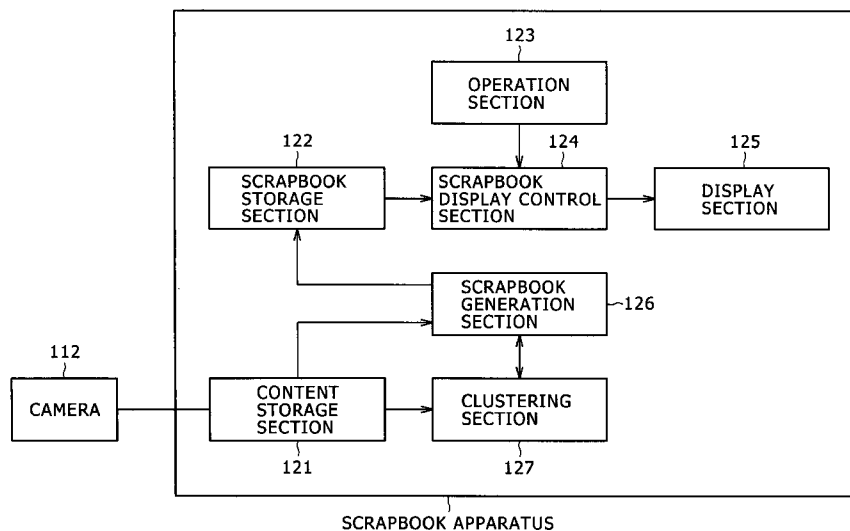 123
OPERATION
SECTION
122
SCRAPBOOK
STORAGE
SECTION
124
SCRAPBOOK
DISPLAY CONTROL
SECTION
125
DISPLAY
SECTION
SCRAPBOOK
GENERATION
SECTION
126
112
CAMERA
CONTENT
STORAGE
SECTION
121
CLUSTERING
SECTION
127
SCRAPBOOK APPARATUS